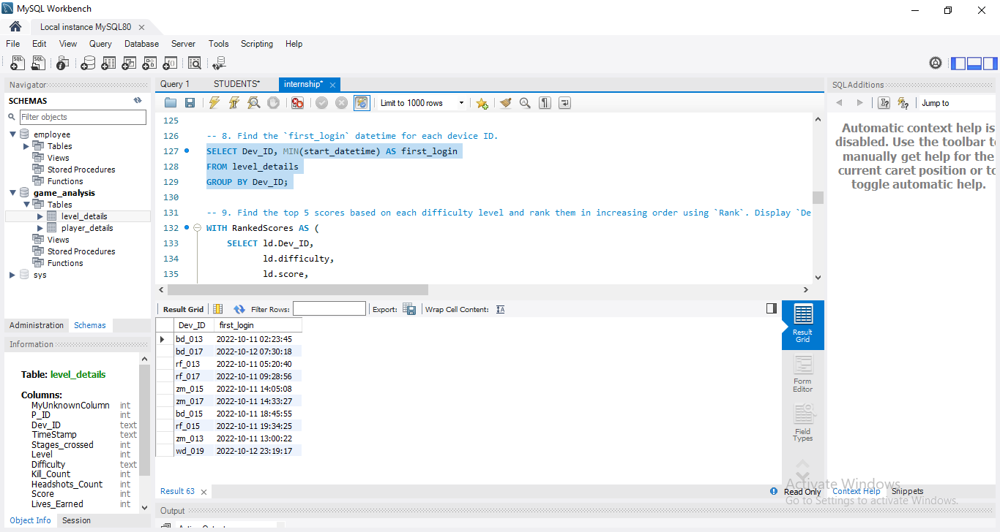 MySQL Workbench
Local instance MySQL80
File Edit View Query Database Server Tools Scripting Help
Navigator
SCHEMAS
Filter objects
employee
Tables
Views
Stored Procedures
Functions
game_analysis
Tables
level_details
player_details
Views
Stored Procedures
Functions
sys
Administration Schemas
Information
Table: level_details
Columns:
MyUnknownColumn int
P_ID int
Dev_ID text
TimeStamp text
Stages_crossed int
Level int
Difficulty text
Kill_Count int
Headshots_Count int
Score int
Lives_Earned int
Object Info Session
Query 1 STUDENTS* internship*
Limit to 1000 rows
125
126 -- 8. Find the `first_login` datetime for each device ID.
127 SELECT Dev_ID, MIN(start_datetime) AS first_login
128 FROM level_details
129 GROUP BY Dev_ID;
130
131 -- 9. Find the top 5 scores based on each difficulty level and rank them in increasing order using `Rank`. Display `De
132 WITH RankedScores AS (
133 SELECT ld.Dev_ID,
134 ld.difficulty,
135 ld.score,
Result Grid Filter Rows: Export: Wrap Cell Content:
Dev_ID first_login
bd_013 2022-10-11 02:23:45
bd_017 2022-10-12 07:30:18
rf_013 2022-10-11 05:20:40
rf_017 2022-10-11 09:28:56
zm_015 2022-10-11 14:05:08
zm_017 2022-10-11 14:33:27
bd_015 2022-10-11 18:45:55
rf_015 2022-10-11 19:34:25
zm_013 2022-10-11 13:00:22
wd_019 2022-10-12 23:19:17
Result Grid
Form Editor
Field Types
Result 63
Read Only
Output
SQLAdditions
Jump to
Automatic context help is
disabled. Use the toolbar to
manually get help for the
current caret position or to
toggle automatic help.
Context Help Snippets
Activate Windows
Go to Settings to activate Windows.